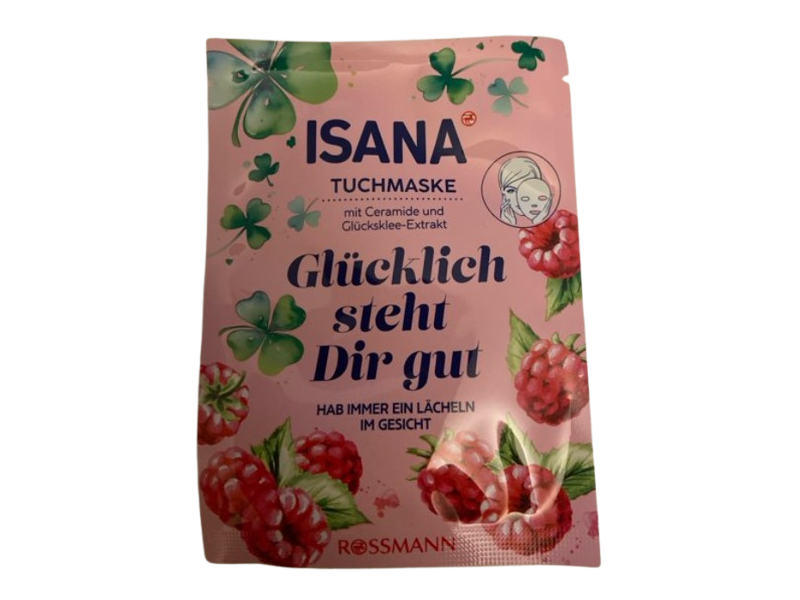 ISANA
TUCHMASKE
mit Ceramide und
Glücksklee-Extrakt
Glücklich
steht
Dir gut
HAB IMMER EIN LÄCHELN
IM GESICHT
ROSSMANN